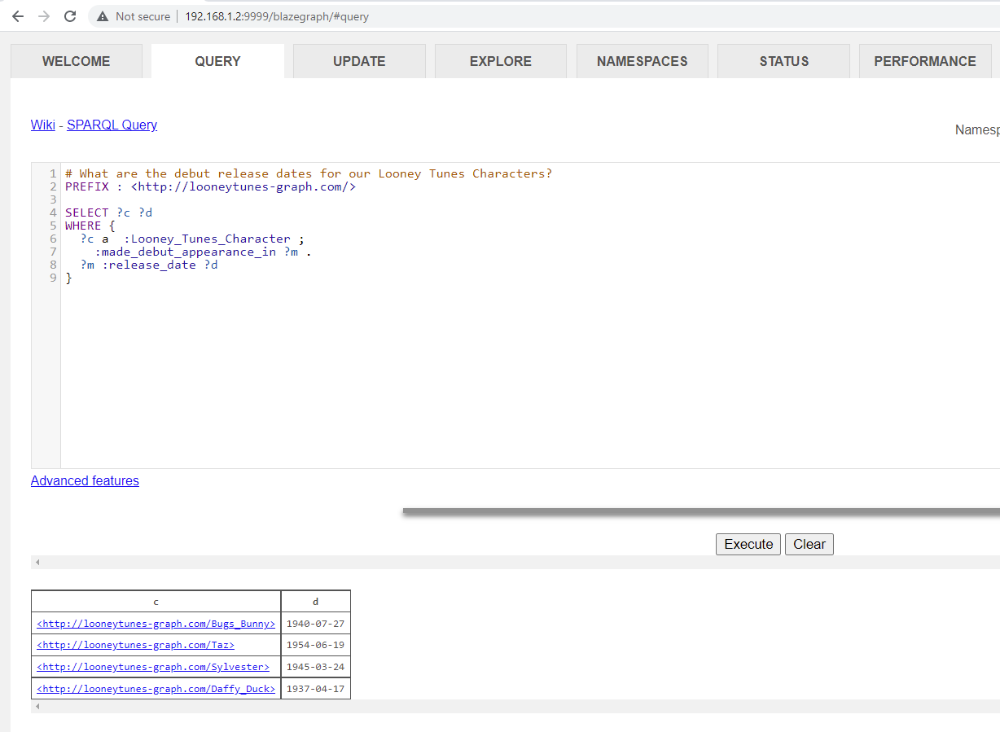 Not secure | 192.168.1.2:9999/blazegraph/#query
WELCOME QUERY UPDATE EXPLORE NAMESPACES STATUS PERFORMANCE
Wiki - SPARQL Query
Namesp
1 # What are the debut release dates for our Looney Tunes Characters?
2 PREFIX : <http://looneytunes-graph.com/>
3
4 SELECT ?c ?d
5 WHERE {
6 ?c a :Looney_Tunes_Character ;
7 :made_debut_appearance_in ?m .
8 ?m :release_date ?d
9 }
Advanced features
Execute Clear
c d
<http://looneytunes-graph.com/Bugs_Bunny> 1940-07-27
<http://looneytunes-graph.com/Taz> 1954-06-19
<http://looneytunes-graph.com/Sylvester> 1945-03-24
<http://looneytunes-graph.com/Daffy_Duck> 1937-04-17